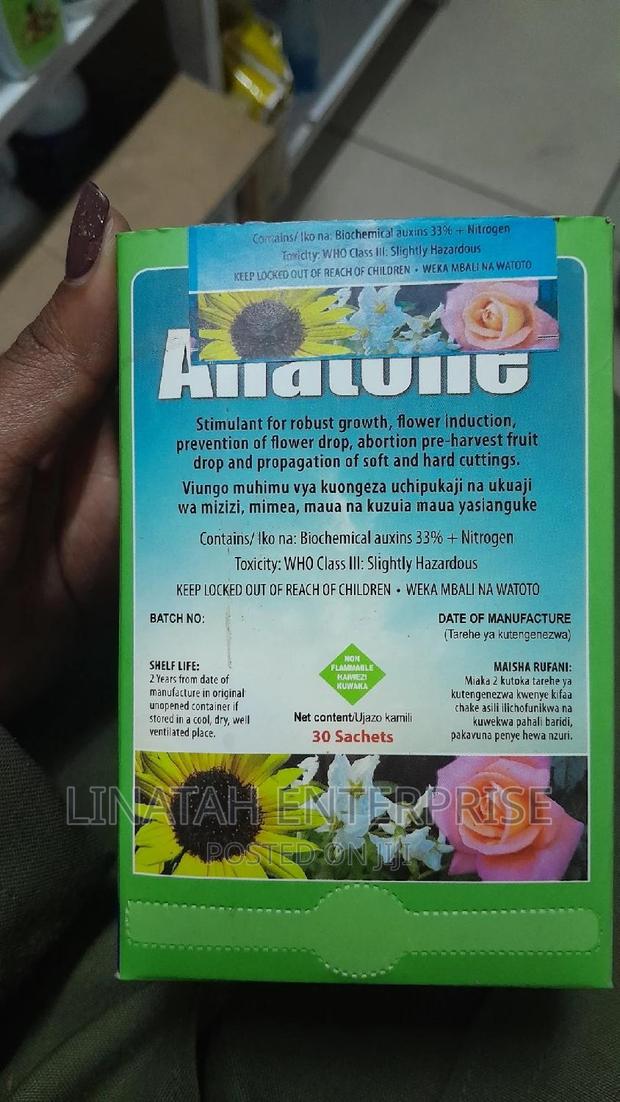 Contains/ Iko na: Biochemical auxins 33% + Nitrogen
Toxicity: WHO Class III: Slightly Hazardous
KEEP LOCKED OUT OF REACH OF CHILDREN • WEKA MBALI NA WATOTO
Anatone
Stimulant for robust growth, flower induction,
prevention of flower drop, abortion pre-harvest fruit
drop and propagation of soft and hard cuttings.
Viungo muhimu vya kuongeza uchipukaji na ukuaji
wa mizizi, mimea, maua na kuzuia maua yasianguke
Contains/ Iko na: Biochemical auxins 33% + Nitrogen
Toxicity: WHO Class III: Slightly Hazardous
KEEP LOCKED OUT OF REACH OF CHILDREN • WEKA MBALI NA WATOTO
BATCH NO:
DATE OF MANUFACTURE
(Tarehe ya kutengenezwa)
SHELF LIFE:
2 Years from date of
manufacture in original
unopened container if
stored in a cool, dry, well
ventilated place.
NON
FLAMMABLE
HAIWEZI
KUWAKA
Net content/Ujazo kamili
30 Sachets
MAISHA RUFANI:
Miaka 2 kutoka tarehe ya
kutengenezwa kwenye kifaa
chake asili ilichofunikwa na
kuwekwa pahali baridi,
pakavuna penye hewa nzuri.
LINATAH ENTERPRISE
POSTED ON JIJI